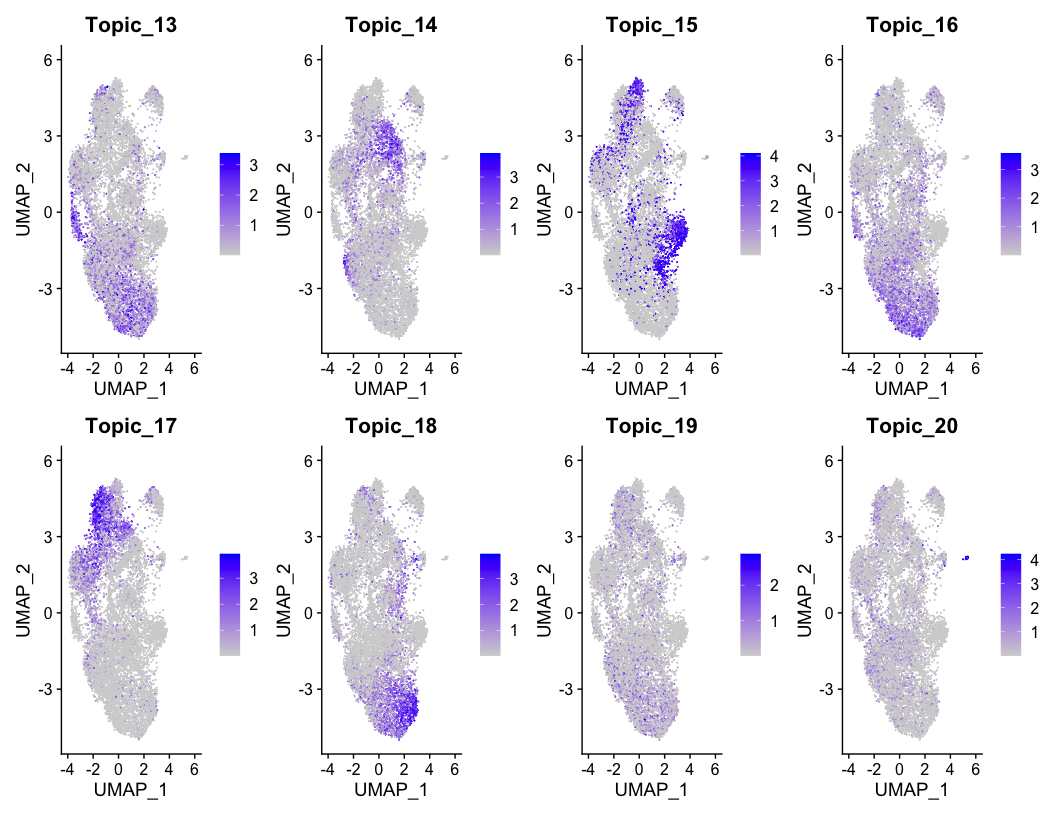 Topic_13 Topic_14 Topic_15 Topic_16
6 6 6 6
3 3 3 3
0 0 0 0
-3 -3 -3 -3
UMAP_2 UMAP_2 UMAP_2 UMAP_2
3 2 1
3 2 1
4 3 2 1
3 2 1
-4 -2 0 2 4 6 -4 -2 0 2 4 6 -4 -2 0 2 4 6 -4 -2 0 2 4 6
UMAP_1 UMAP_1 UMAP_1 UMAP_1
Topic_17 Topic_18 Topic_19 Topic_20
6 6 6 6
3 3 3 3
0 0 0 0
-3 -3 -3 -3
UMAP_2 UMAP_2 UMAP_2 UMAP_2
3 2 1
3 2 1
2 1
4 3 2 1
-4 -2 0 2 4 6 -4 -2 0 2 4 6 -4 -2 0 2 4 6 -4 -2 0 2 4 6
UMAP_1 UMAP_1 UMAP_1 UMAP_1